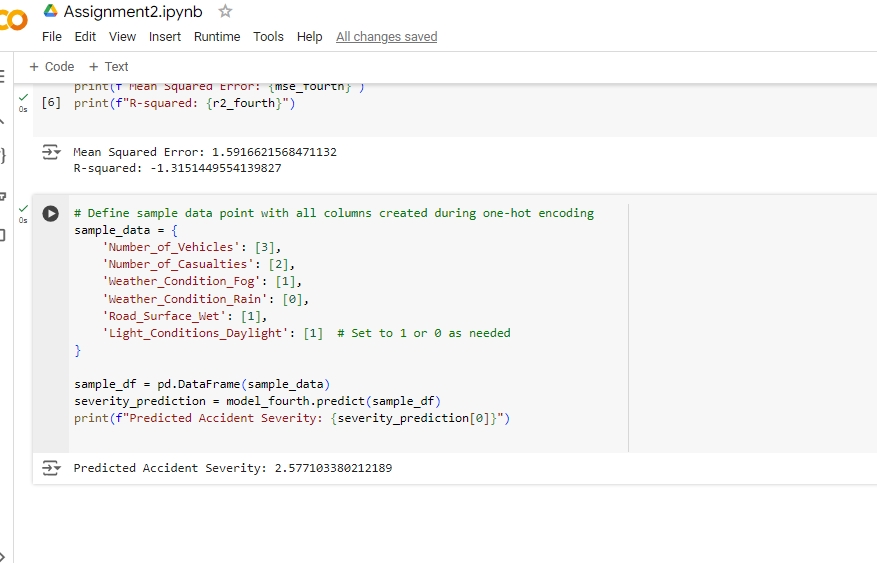 Assignment2.ipynb
File Edit View Insert Runtime Tools Help All changes saved
+ Code + Text
print(f"Mean Squared Error: {mse_fourth}")
[6] print(f"R-squared: {r2_fourth}")
0s
Mean Squared Error: 1.5916621568471132
R-squared: -1.3151449554139827
0s
# Define sample data point with all columns created during one-hot encoding
sample_data = {
'Number_of_Vehicles': [3],
'Number_of_Casualties': [2],
'Weather_Condition_Fog': [1],
'Weather_Condition_Rain': [0],
'Road_Surface_Wet': [1],
'Light_Conditions_Daylight': [1] # Set to 1 or 0 as needed
}
sample_df = pd.DataFrame(sample_data)
severity_prediction = model_fourth.predict(sample_df)
print(f"Predicted Accident Severity: {severity_prediction[0]}")
Predicted Accident Severity: 2.577103380212189